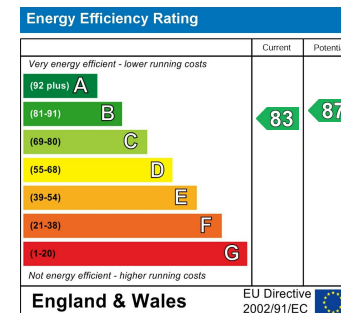 Energy Efficiency Rating
Current
Very energy efficient - lower running costs
(92 plus) A
(81-91) B
83
87
(69-80) C
(55-68) D
(39-54) E
(21-38) F
(1-20) G
Not energy efficient - higher running costs
England & Wales
EU Directive
2002/91/EC